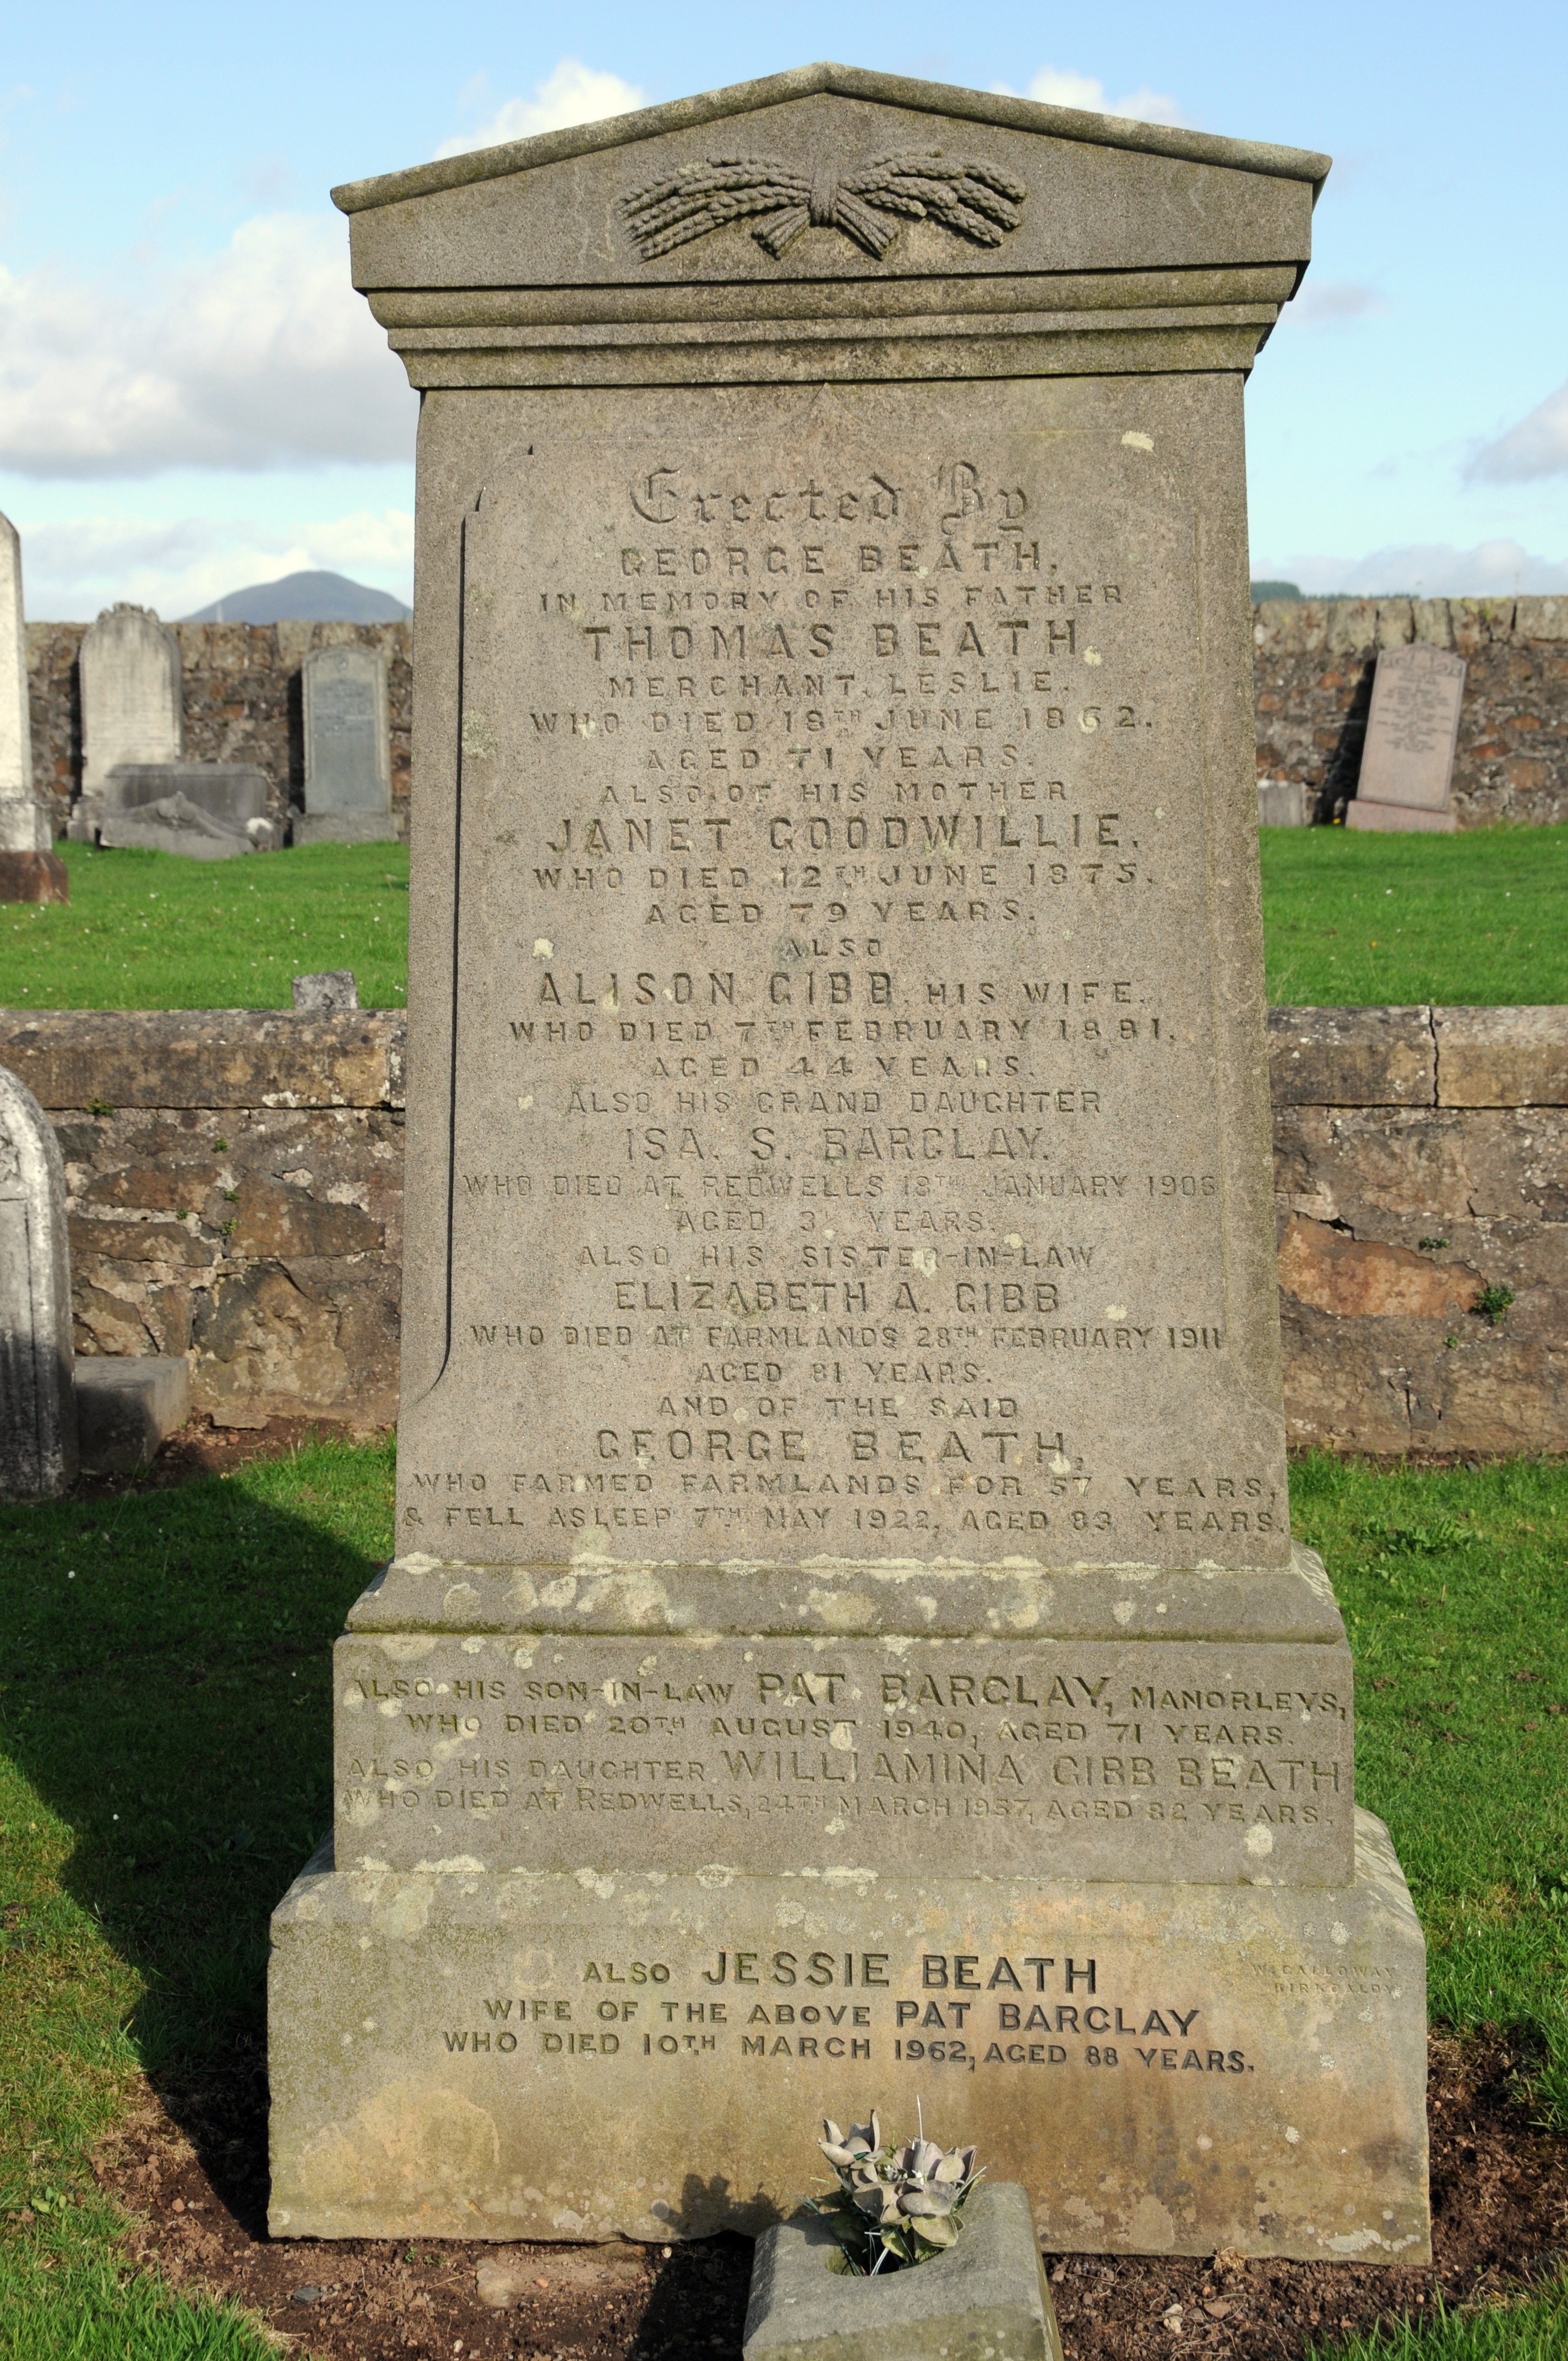 Erected By
GEORGE BEATH,
IN MEMORY OF HIS FATHER
THOMAS BEATH,
MERCHANT, LESLIE.
WHO DIED 18TH JUNE 1862.
AGED 71 YEARS.
ALSO OF HIS MOTHER
JANET GOODWILLIE.
WHO DIED 12TH JUNE 1875.
AGED 79 YEARS.
ALSO
ALISON GIBB, HIS WIFE.
WHO DIED 7TH FEBRUARY 1881.
AGED 44 YEARS.
ALSO HIS GRAND DAUGHTER
ISA. S. BARCLAY.
WHO DIED AT REDWELLS 18TH JANUARY
AGED YEARS.
ALSO HIS SISTER-IN-LAW
ELIZABETH A. GIBB
WHO DIED AT FARMLANDS 28TH FEBRUARY 1911
AGED 81 YEARS.
AND OF THE SAID
GEORGE BEATH,
WHO FARMED FARMLANDS FOR 57 YEARS,
& FELL ASLEEP 7TH MAY 1922, AGED 83 YEARS.
ALSO HIS SON-IN-LAW PAT BARCLAY, MANORLEYS,
WHO DIED 20TH AUGUST 1940, AGED 71 YEARS.
ALSO HIS DAUGHTER WILLIAMINA GIBB BEATH
WHO DIED AT REDWELLS, 24TH MARCH 1957, AGED 82 YEARS.
ALSO JESSIE BEATH
WIFE OF THE ABOVE PAT BARCLAY
WHO DIED 10TH MARCH 1962, AGED 88 YEARS.